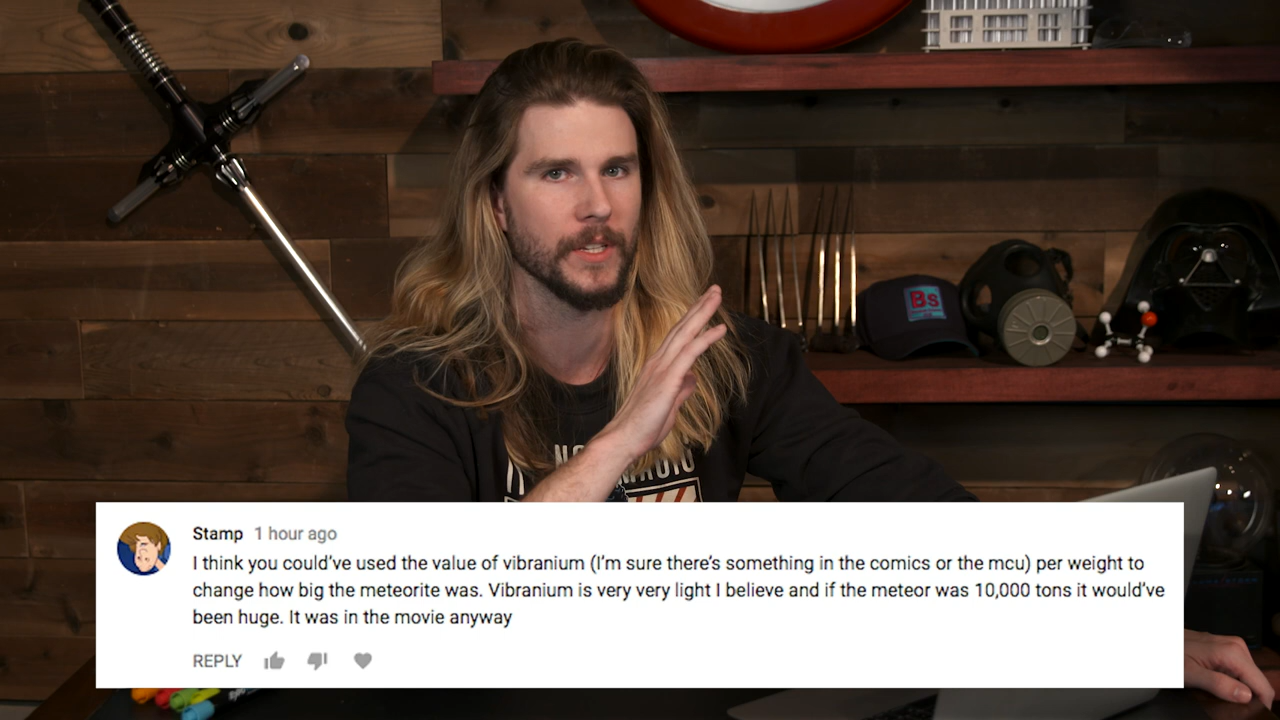 Bs
Stamp 1 hour ago
I think you could've used the value of vibranium (I'm sure there's something in the comics or the mcu) per weight to
change how big the meteorite was. Vibranium is very very light I believe and if the meteor was 10,000 tons it would've
been huge. It was in the movie anyway
REPLY